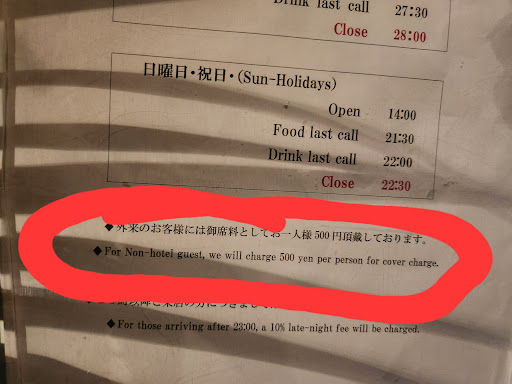 Drink last call 27:30
Close 28:00
日曜日・祝日・(Sun-Holidays)
Open 14:00
Food last call 21:30
Drink last call 22:00
Close 22:30
◆外来のお客様には御席料としてお一人様500円頂戴しております。
◆For Non-hotel guest, we will charge 500 yen per person for cover charge.
◆For those arriving after 23:00, a 10% late-night fee will be charged.